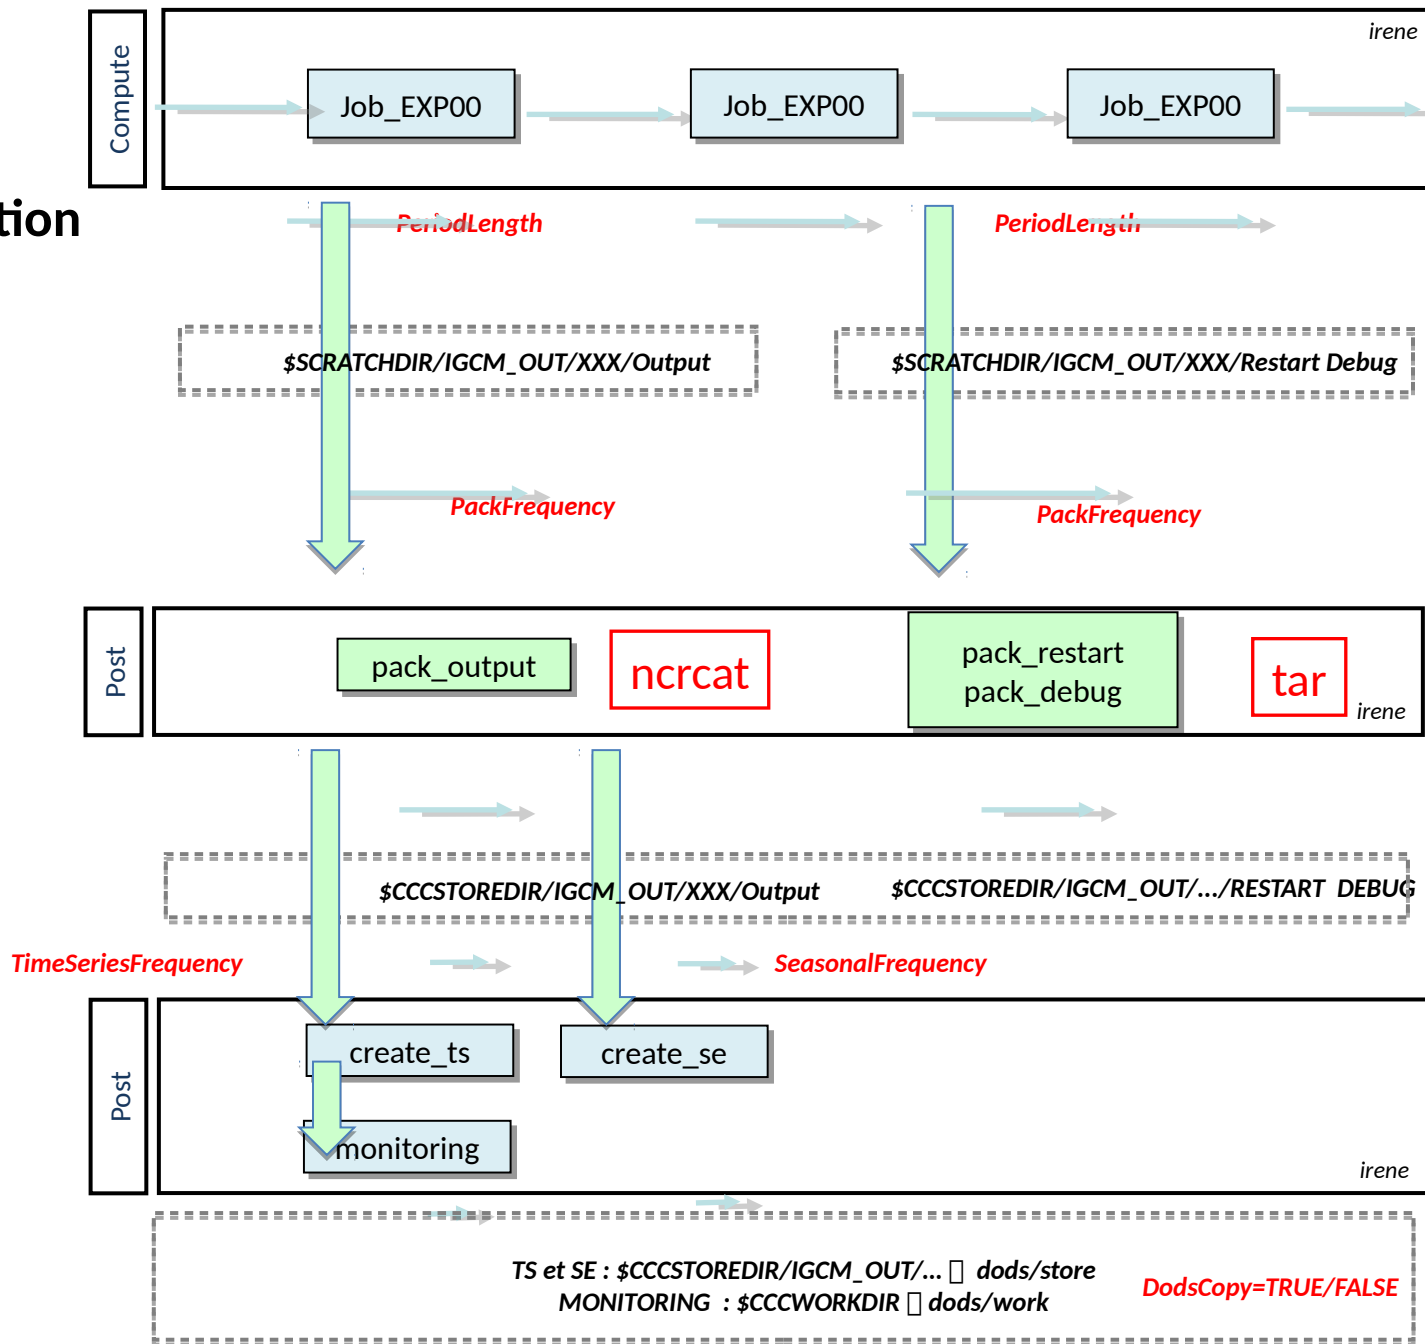 irene
Compute
Job_EXP00
Job_EXP00
Job_EXP00
tion
PeriodLength
PeriodLength
$SCRATCHDIR/IGCM_OUT/XXX/Output
$SCRATCHDIR/IGCM_OUT/XXX/Restart Debug
PackFrequency
PackFrequency
Post
pack_output
ncrcat
pack_restart
pack_debug
tar
irene
$CCCSTOREDIR/IGCM_OUT/XXX/Output
$CCCSTOREDIR/IGCM_OUT/.../RESTART DEBUG
TimeSeriesFrequency
SeasonalFrequency
Post
create_ts
create_se
monitoring
irene
TS et SE : $CCCSTOREDIR/IGCM_OUT/... dods/store
MONITORING : $CCCWORKDIR dods/work
DodsCopy=TRUE/FALSE